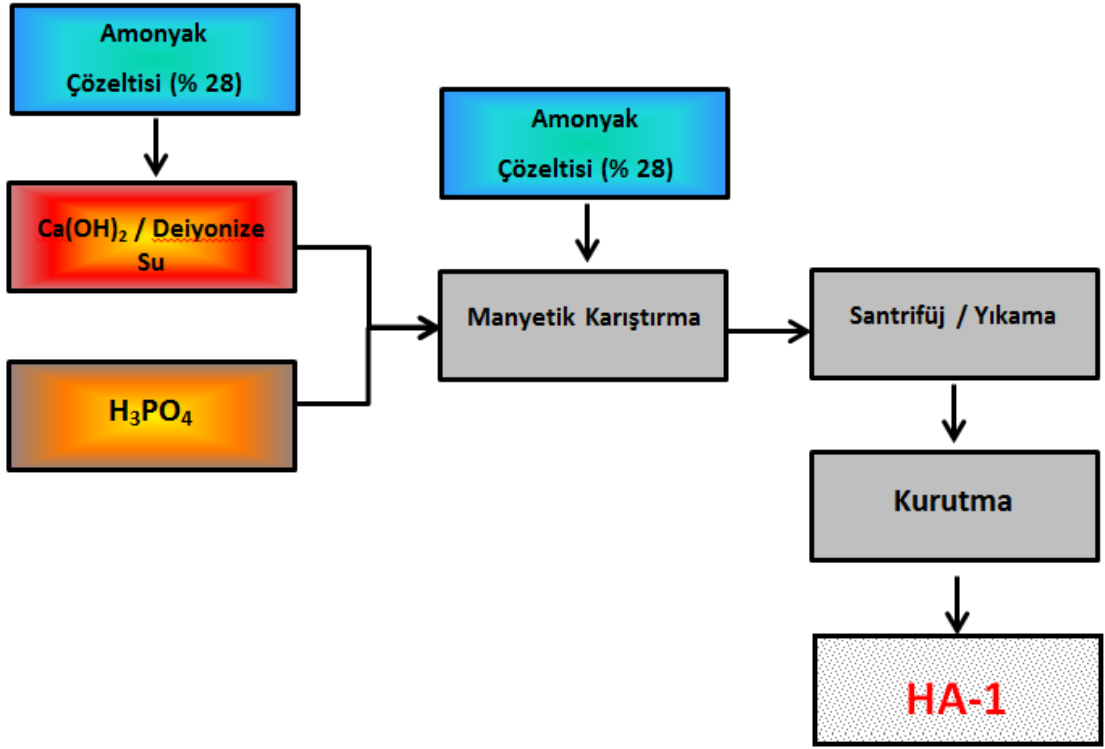 Amonyak
Çözeltisi (% 28)
Amonyak
Çözeltisi (% 28)
Ca(OH)₂ / Deiyonize
Su
Manyetik Karıştırma
Santrifüj / Yıkama
H₃PO₄
Kurutma
HA-1